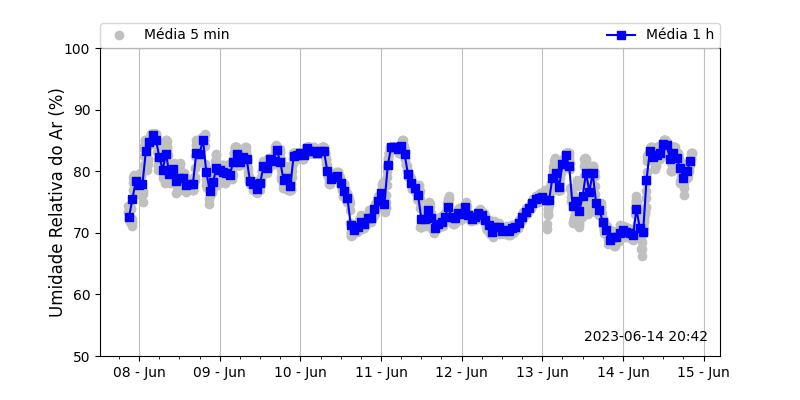 Média 5 min
Média 1 h
Umidade Relativa do Ar (%)
100
90
80
70
60
50
2023-06-14 20:42
08 - Jun
09 - Jun
10 - Jun
11 - Jun
12 - Jun
13 - Jun
14 - Jun
15 - Jun